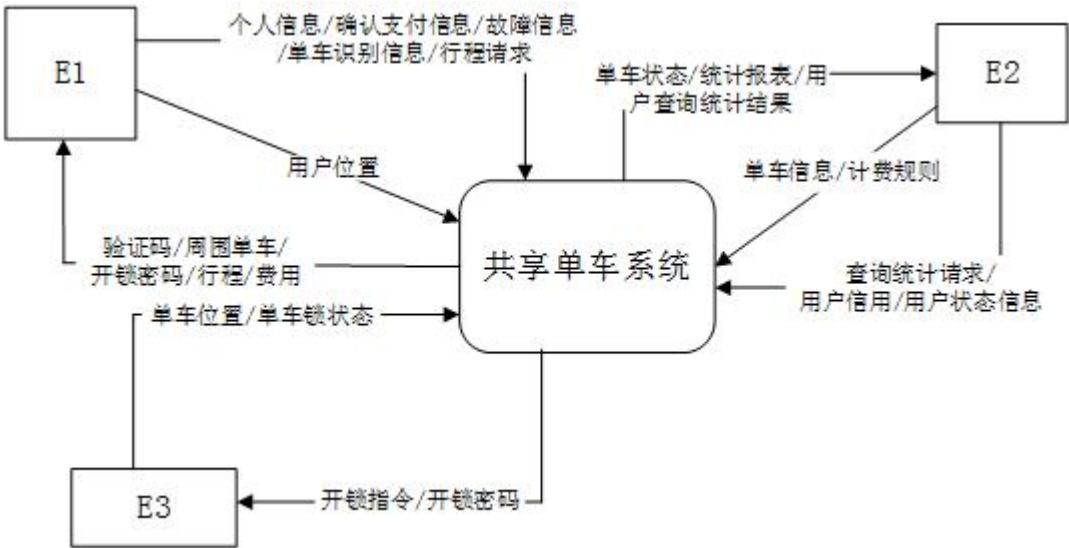 个人信息/确认支付信息/故障信息
/单车识别信息/行程请求
E1
单车状态/统计报表/用
户查询统计结果
E2
用户位置
单车信息/计费规则
验证码/周围单车/
开锁密码/行程/费用
共享单车系统
查询统计请求/
用户信用/用户状态信息
单车位置/单车锁状态
E3
开锁指令/开锁密码